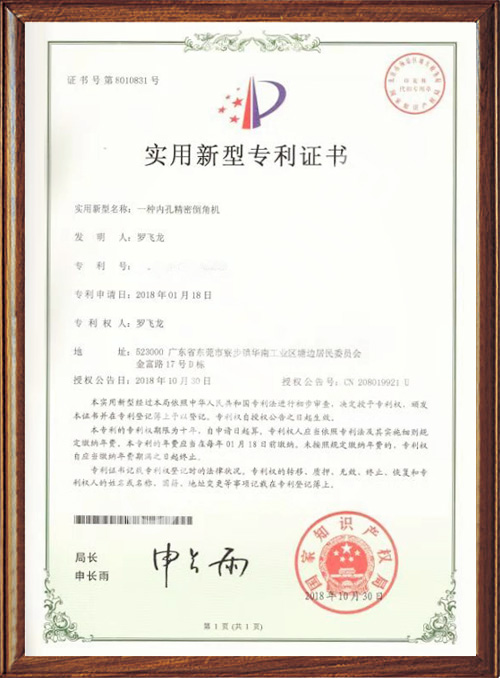 证书号第8010831号
实用新型专利证书
实用新型名称：一种内孔精密倒角机
发 明 人：罗飞龙
专 利 号：
专利申请日：2018年01月18日
专 利 权 人：罗飞龙
地 址：523000 广东省东莞市寮步镇华南工业区塘边居民委员会
金富路17号D栋
授权公告日：2018年10月30日 授权公告号：CN 208019921 U
本实用新型经过本局依照中华人民共和国专利法进行初步审查，决定授予专利权，颁发
本证书并在专利登记簿上予以登记。专利权自授权公告之日起生效。
本专利的专利权期限为十年，自申请日起算。专利权人应当依照专利法及其实施细则规
定缴纳年费。本专利的年费应当在每年01月18日前缴纳。未按照规定缴纳年费的，专利权
自应当缴纳年费期满之日起终止。
专利证书记载专利权登记时的法律状况。专利权的转移、质押、无效、终止、恢复和专
利权人的姓名或名称、国籍、地址变更等事项记载在专利登记簿上。
局长
申长雨
申长雨
国家知识产权局
2018年10月30日
第1页(共1页)